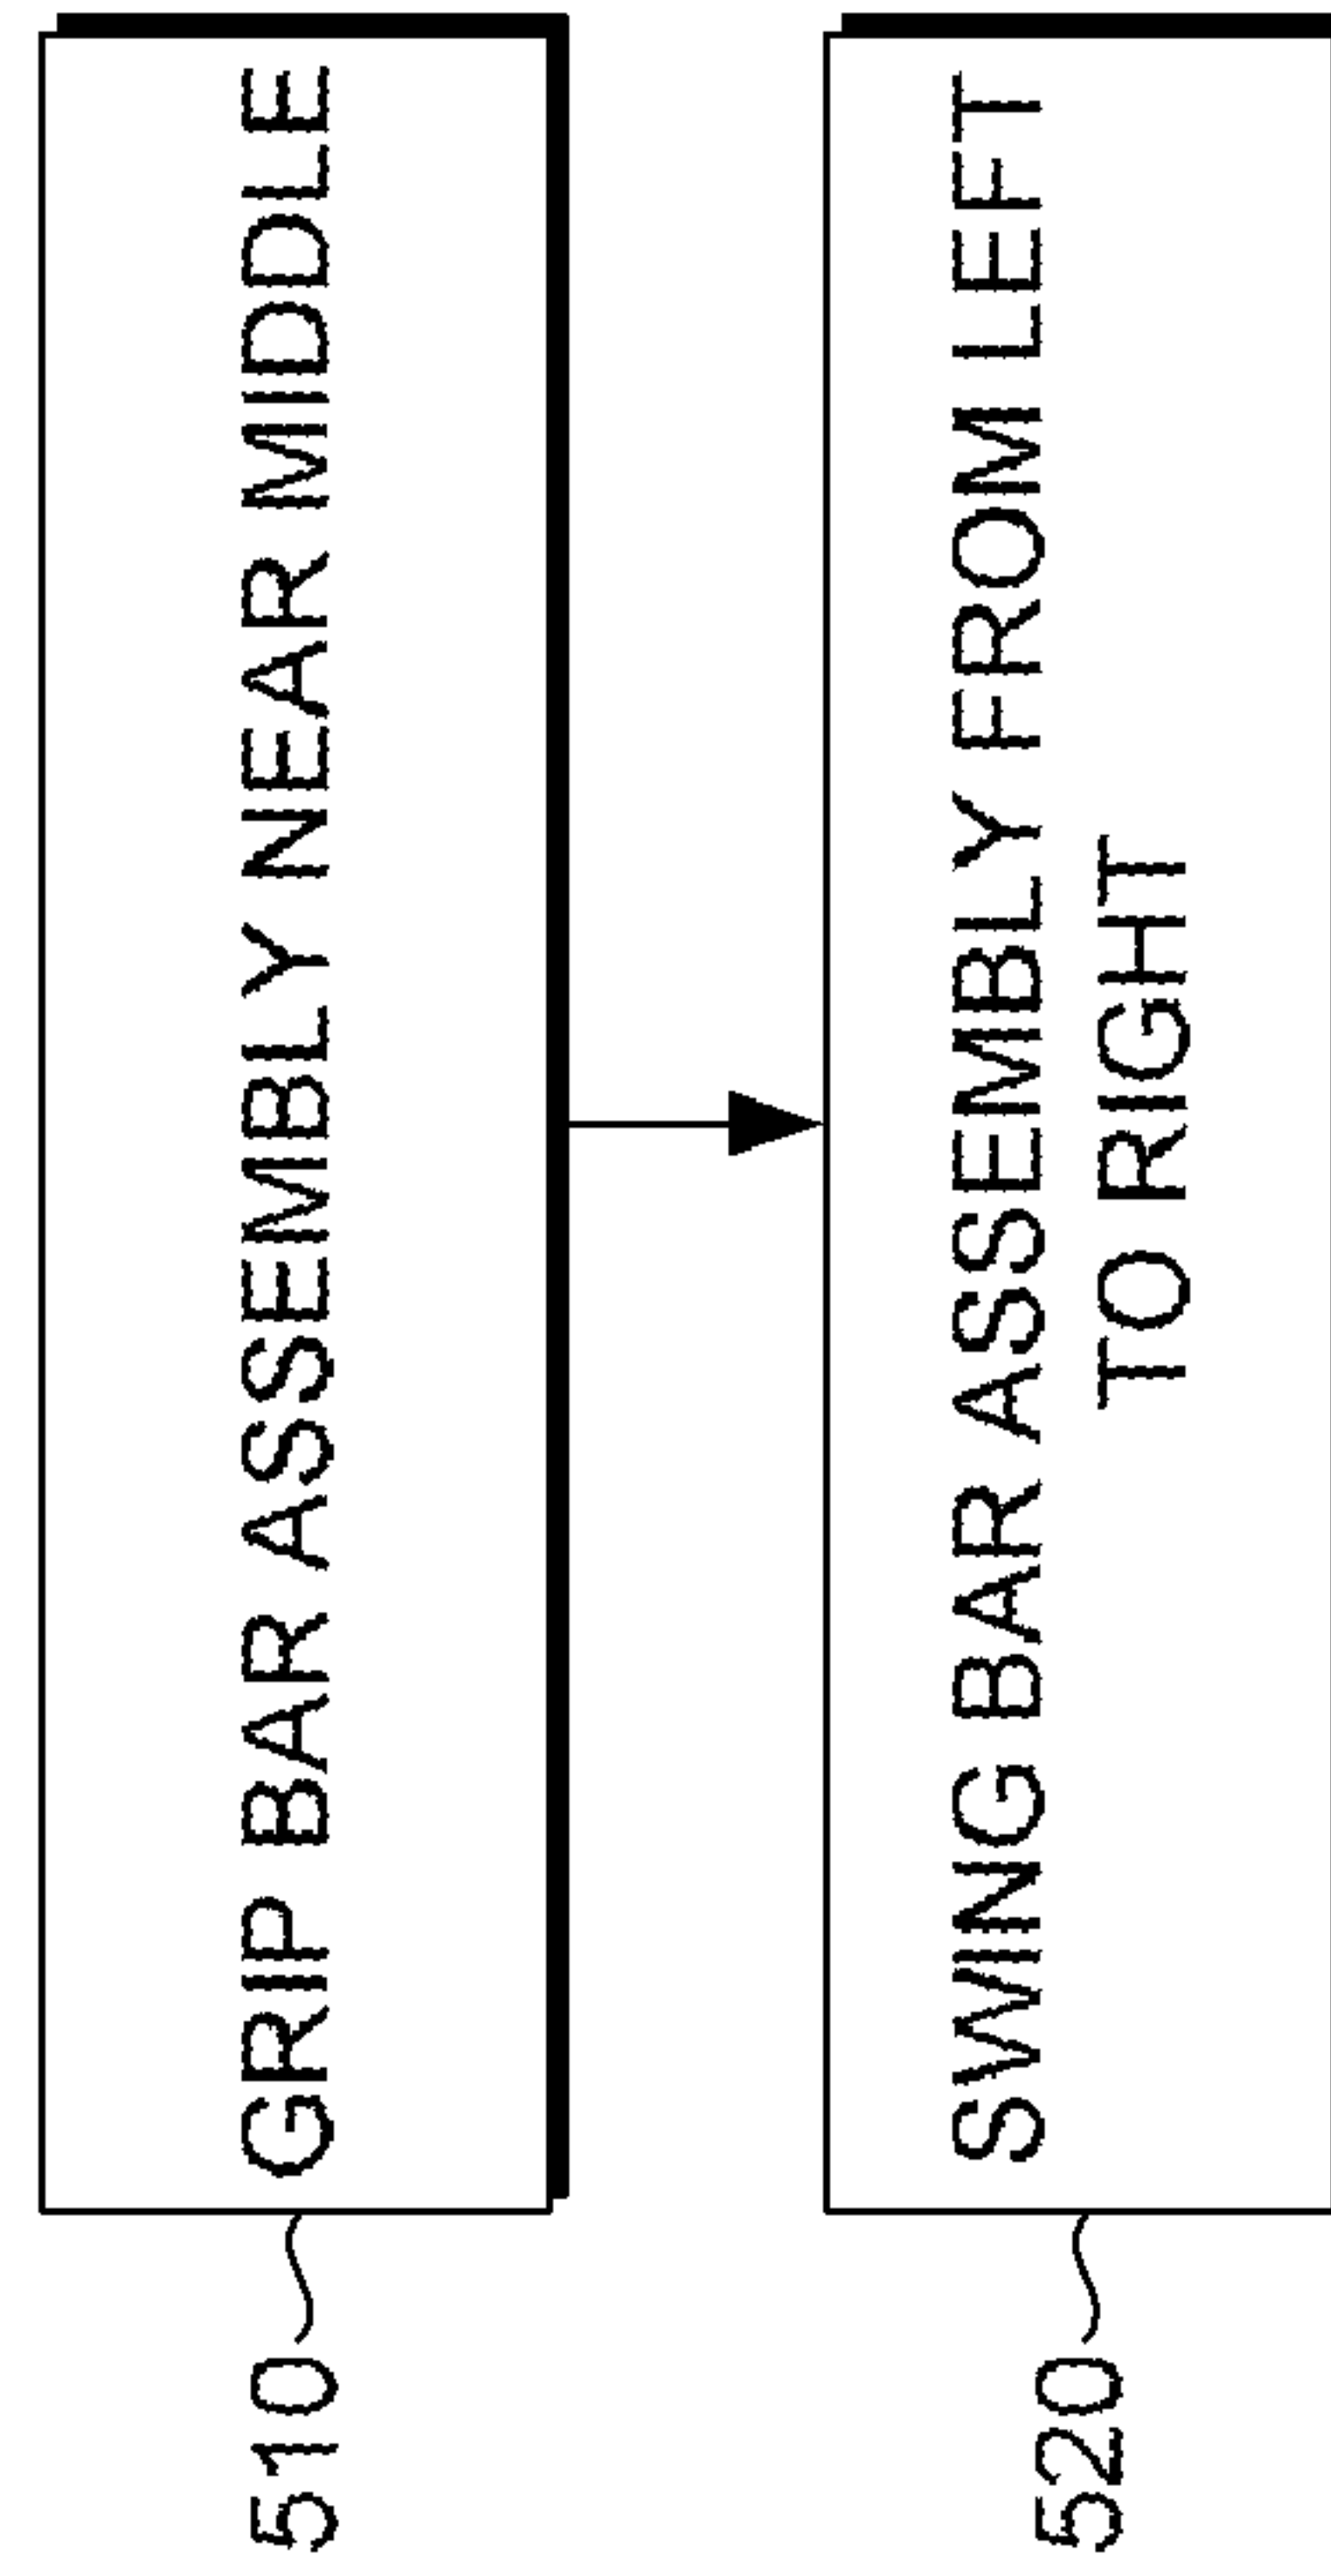 510
GRIP BAR ASSEMBLY NEAR MIDDLE
520
SWING BAR ASSEMBLY FROM LEFT
TO RIGHT